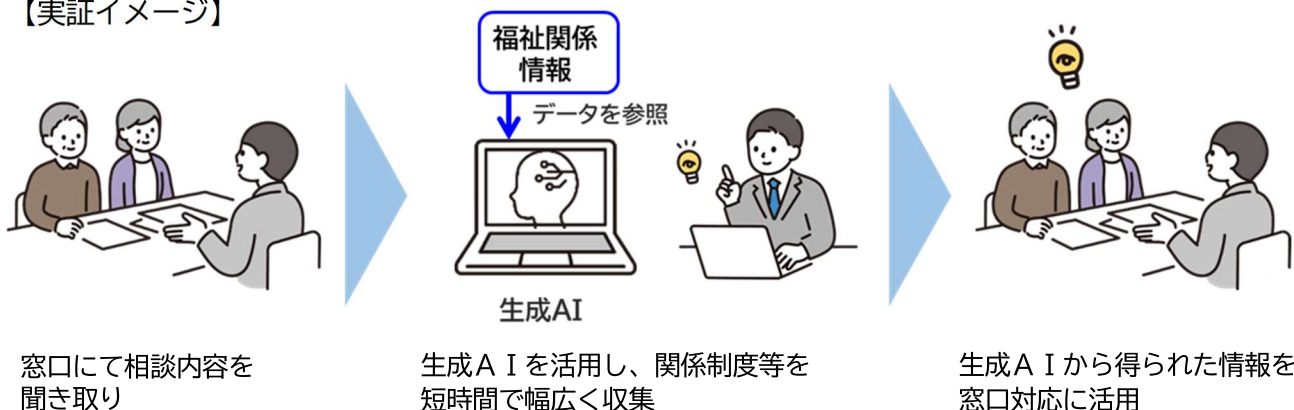 【実証イメージ】
福祉関係
情報
データを参照
生成AI
窓口にて相談内容を
聞き取り
生成ＡＩを活用し、関係制度等を
短時間で幅広く収集
生成ＡＩから得られた情報を
窓口対応に活用